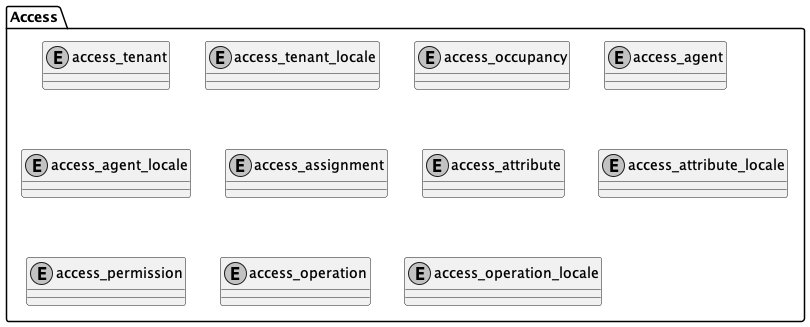 Access
E access_tenant
E access_tenant_locale
E access_occupancy
E access_agent
E access_agent_locale
E access_assignment
E access_attribute
E access_attribute_locale
E access_permission
E access_operation
E access_operation_locale